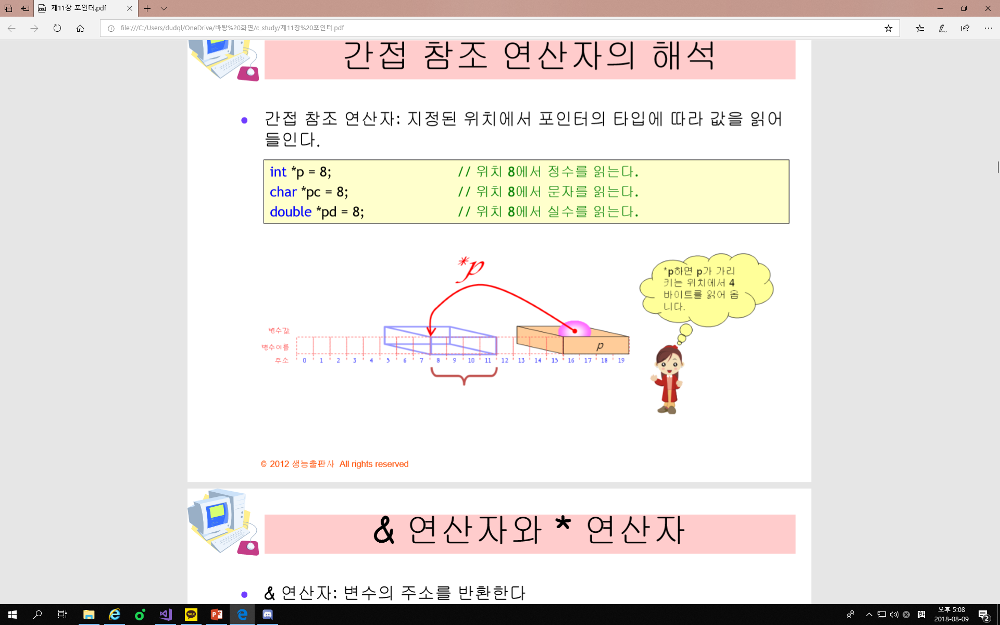 제11장 포인터.pdf
file:///C:/Users/dudql/OneDrive/바탕%20화면/c_study/제11장%20포인터.pdf
간접 참조 연산자의 해석
간접 참조 연산자: 지정된 위치에서 포인터의 타입에 따라 값을 읽어
들인다.
int *p = 8; // 위치 8에서 정수를 읽는다.
char *pc = 8; // 위치 8에서 문자를 읽는다.
double *pd = 8; // 위치 8에서 실수를 읽는다.
*p
*p하면 p가 가리
키는 위치에서 4
바이트를 읽어 옵
니다.
변수값
변수이름
p
주소 0 1 2 3 4 5 6 7 8 9 10 11 12 13 14 15 16 17 18 19
© 2012 생능출판사 All rights reserved
& 연산자와 * 연산자
& 연산자: 변수의 주소를 반환한다
TALK
오후 5:08
2018-08-09
2